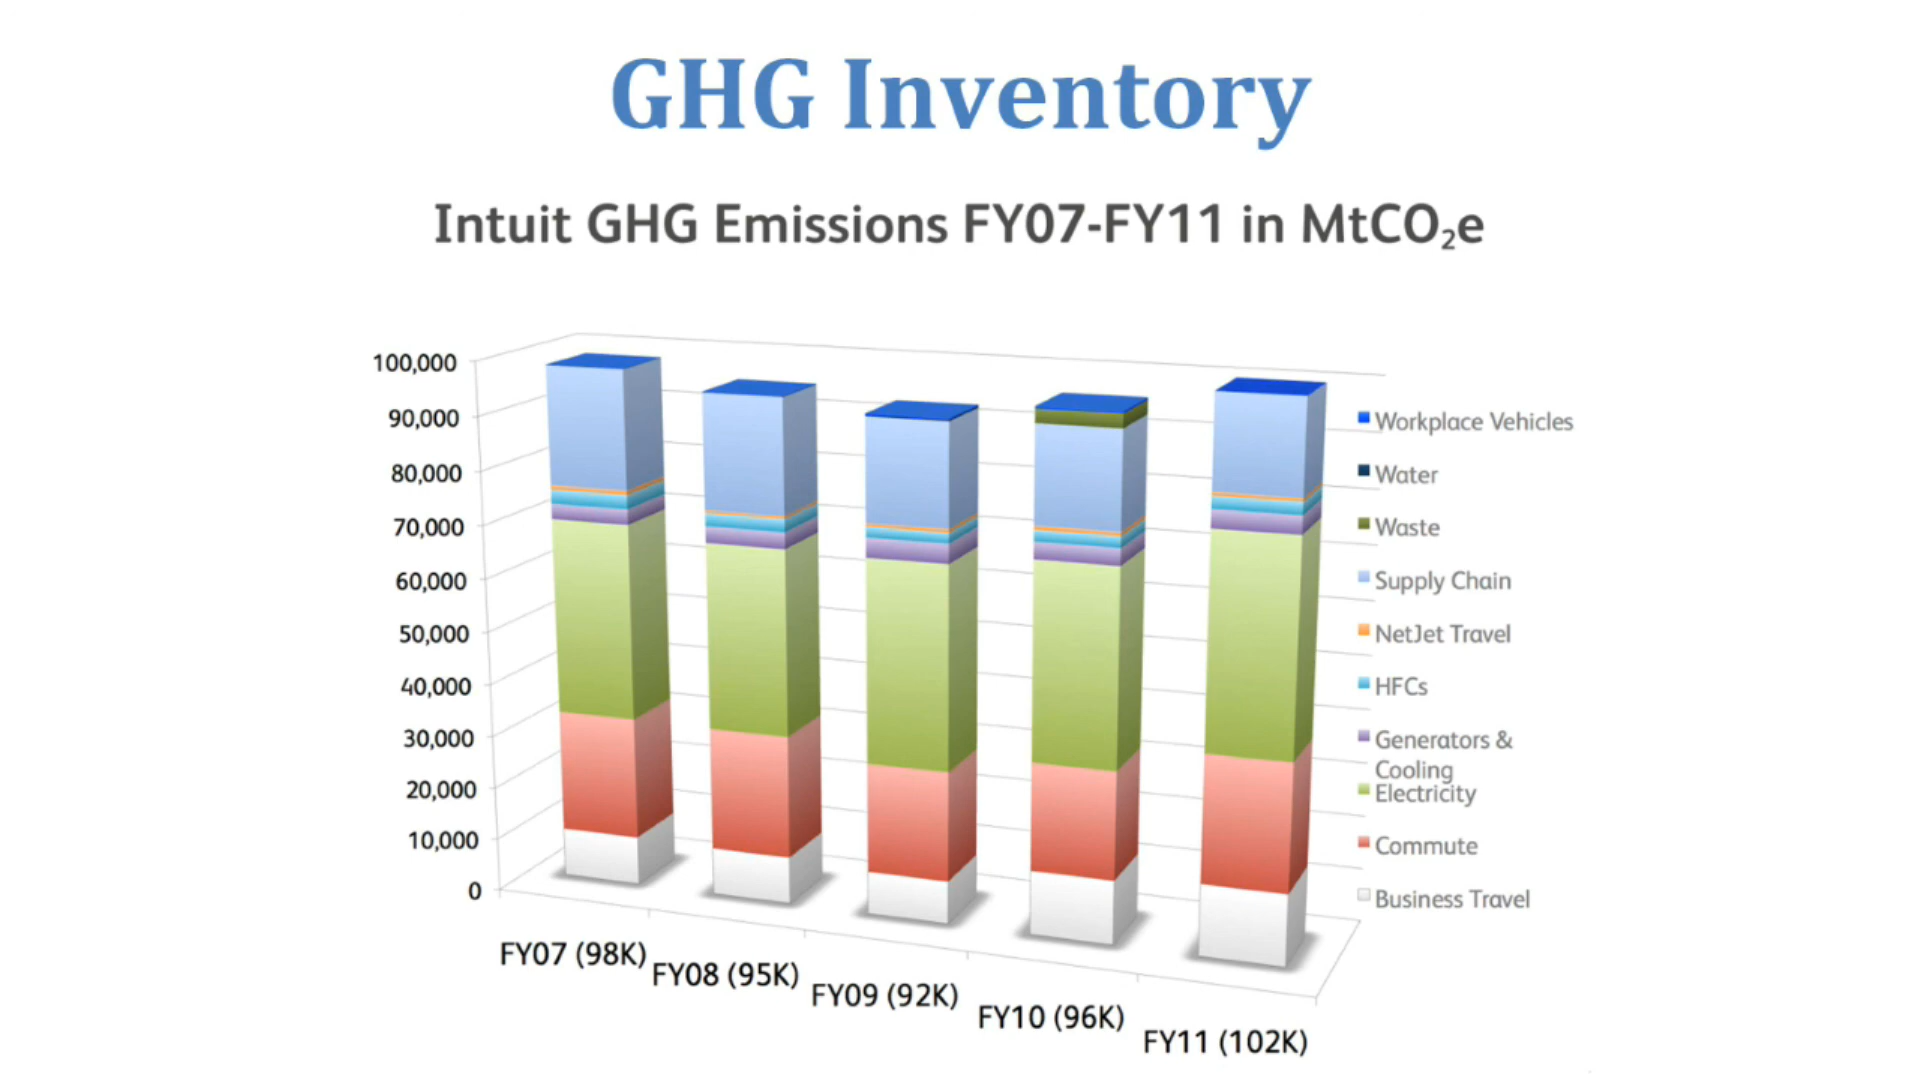 GHG Inventory
Intuit GHG Emissions FY07-FY11 in MtCO₂e
100,000
90,000
80,000
70,000
60,000
50,000
40,000
30,000
20,000
10,000
0
FY07 (98K)
FY08 (95K)
FY09 (92K)
FY10 (96K)
FY11 (102K)
Workplace Vehicles
Water
Waste
Supply Chain
NetJet Travel
HFCs
Generators &
Cooling
Electricity
Commute
Business Travel